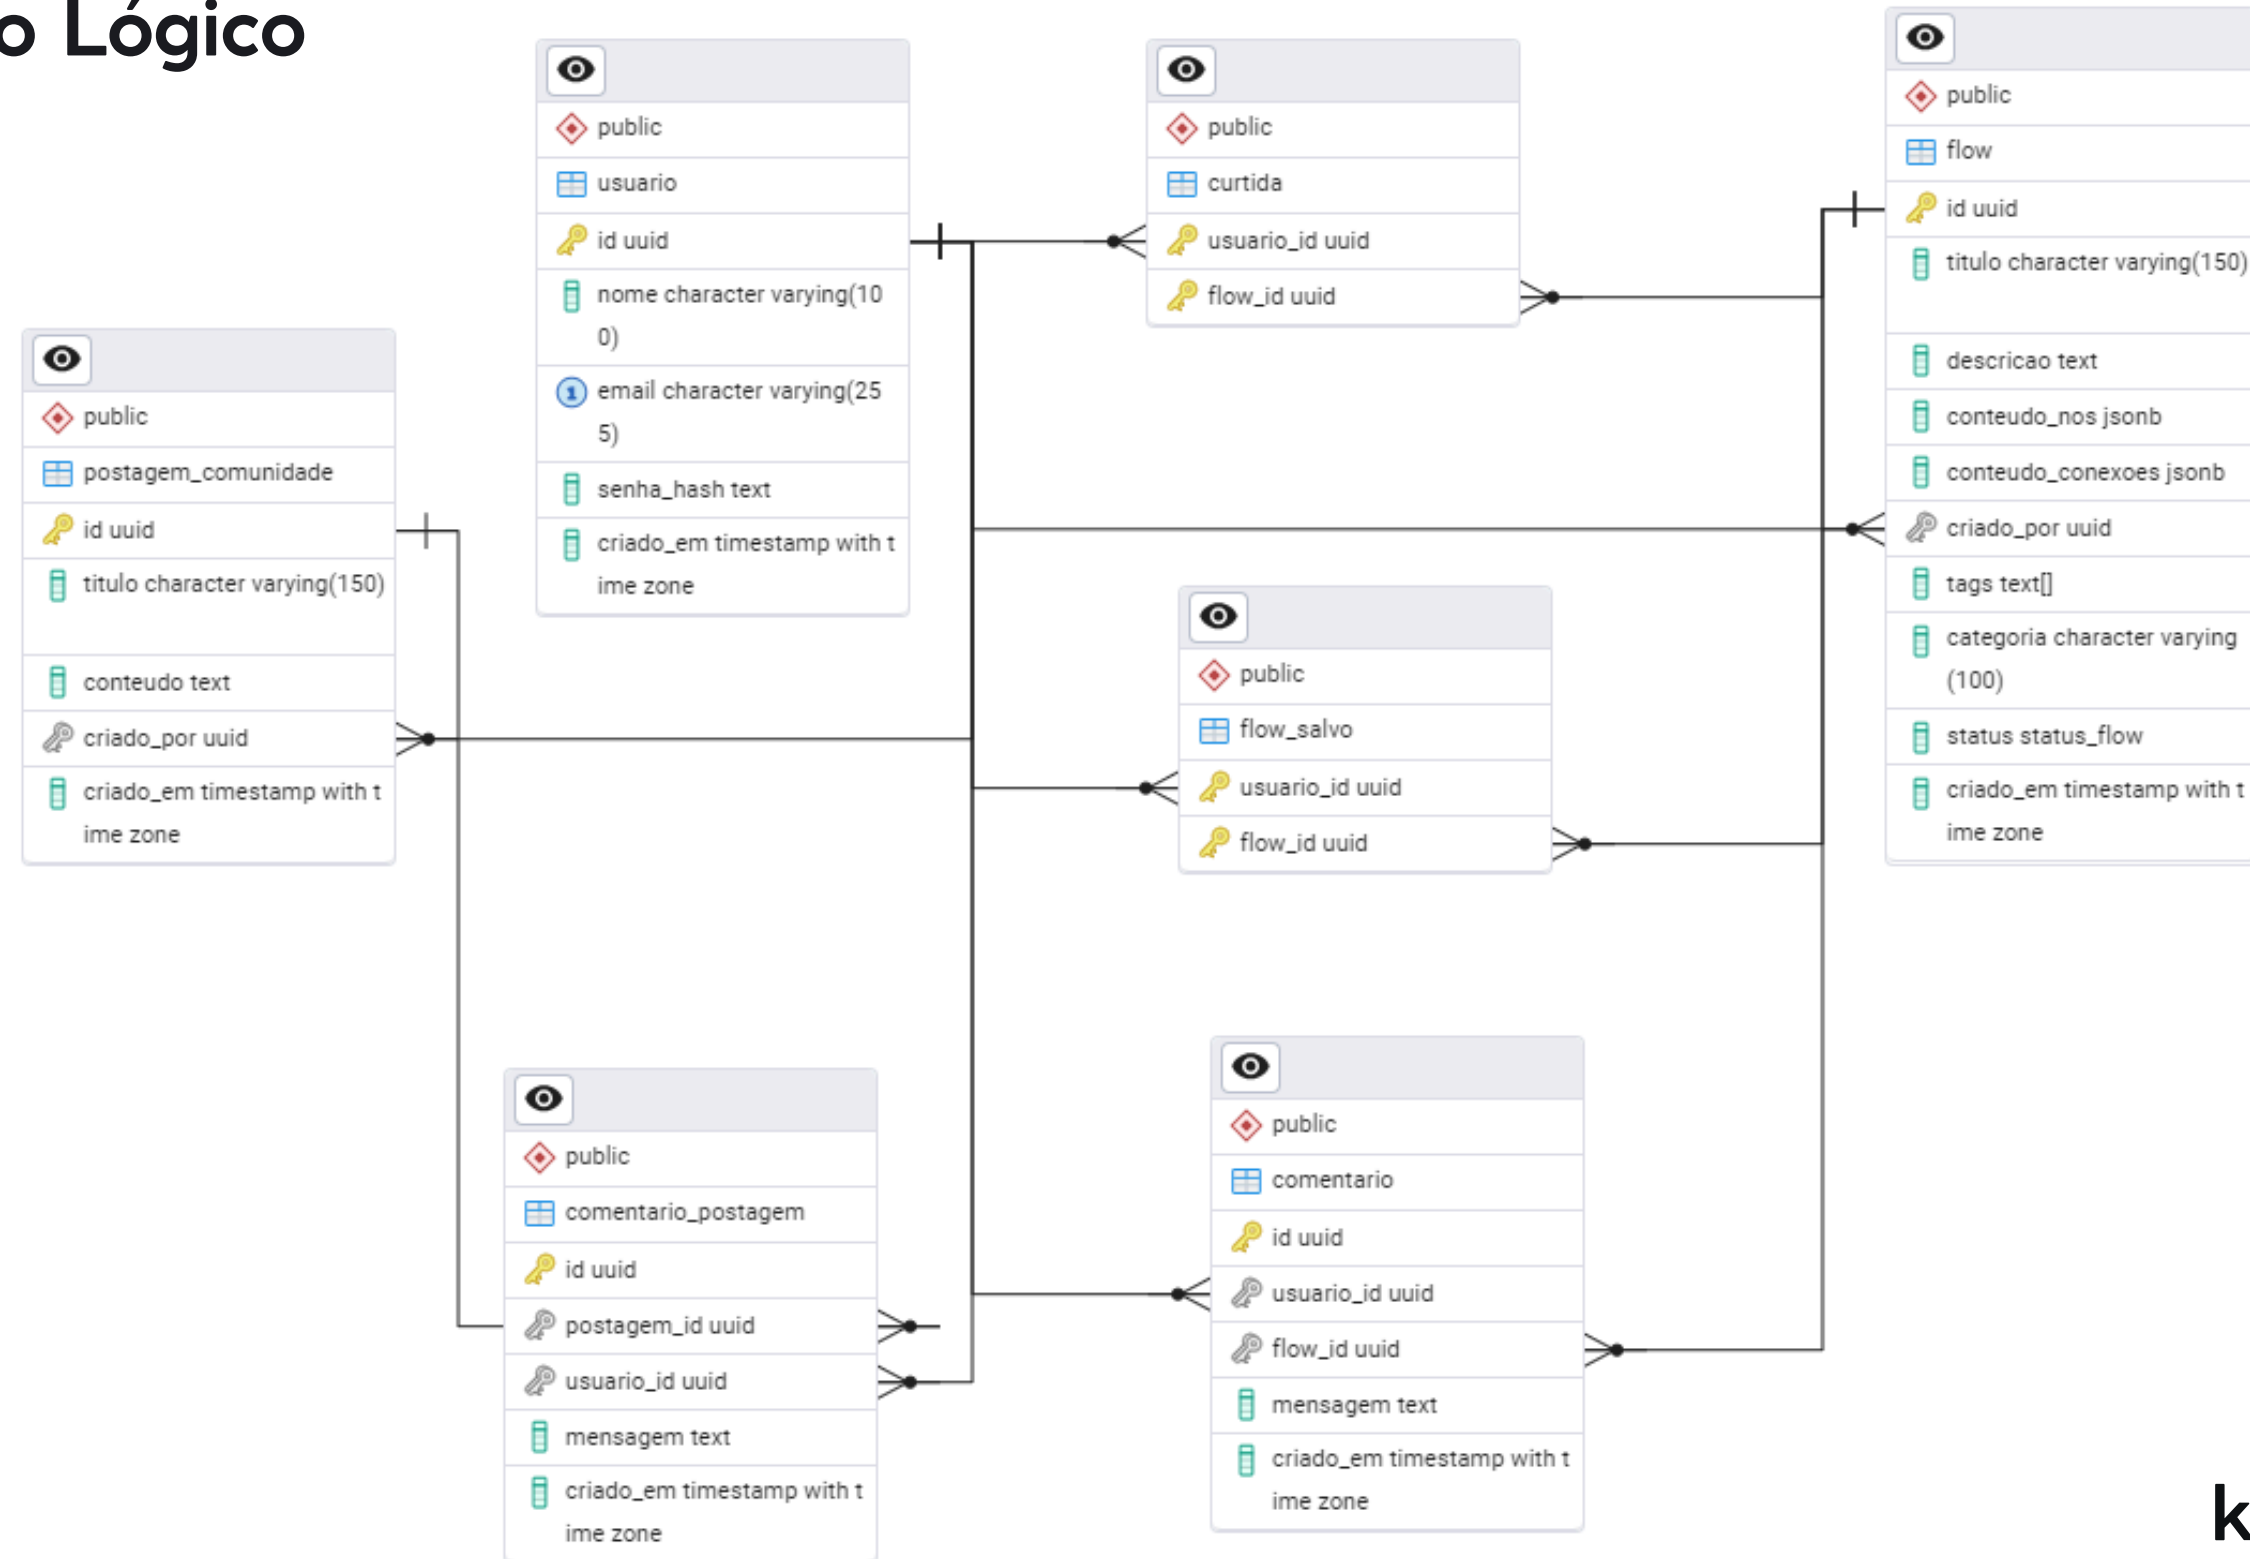 o Lógico
public
usuario
id uuid
nome character varying(10
0)
1
email character varying(25
5)
senha_hash text
criado_em timestamp with t
ime zone
public
curtida
usuario_id uuid
flow_id uuid
public
flow
id uuid
titulo character varying(150)
descricao text
conteudo_nos jsonb
conteudo_conexoes jsonb
criado_por uuid
tags text[]
categoria character varying
(100)
status status_flow
criado_em timestamp with t
ime zone
public
postagem_comunidade
id uuid
titulo character varying(150)
conteudo text
criado_por uuid
criado_em timestamp with t
ime zone
public
flow_salvo
usuario_id uuid
flow_id uuid
public
comentario_postagem
id uuid
postagem_id uuid
usuario_id uuid
mensagem text
criado_em timestamp with t
ime zone
public
comentario
id uuid
usuario_id uuid
flow_id uuid
mensagem text
criado_em timestamp with t
ime zone
k